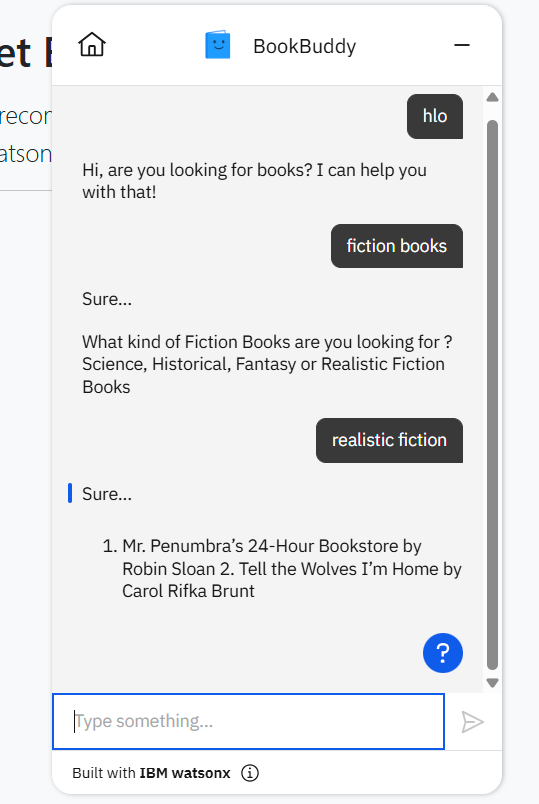 et
BookBuddy
recor
atson
hlo
Hi, are you looking for books? I can help you
with that!
fiction books
Sure...
What kind of Fiction Books are you looking for ?
Science, Historical, Fantasy or Realistic Fiction
Books
realistic fiction
Sure...
1. Mr. Penumbra’s 24-Hour Bookstore by
Robin Sloan 2. Tell the Wolves I’m Home by
Carol Rifka Brunt
?
Type something...
Built with IBM watsonx